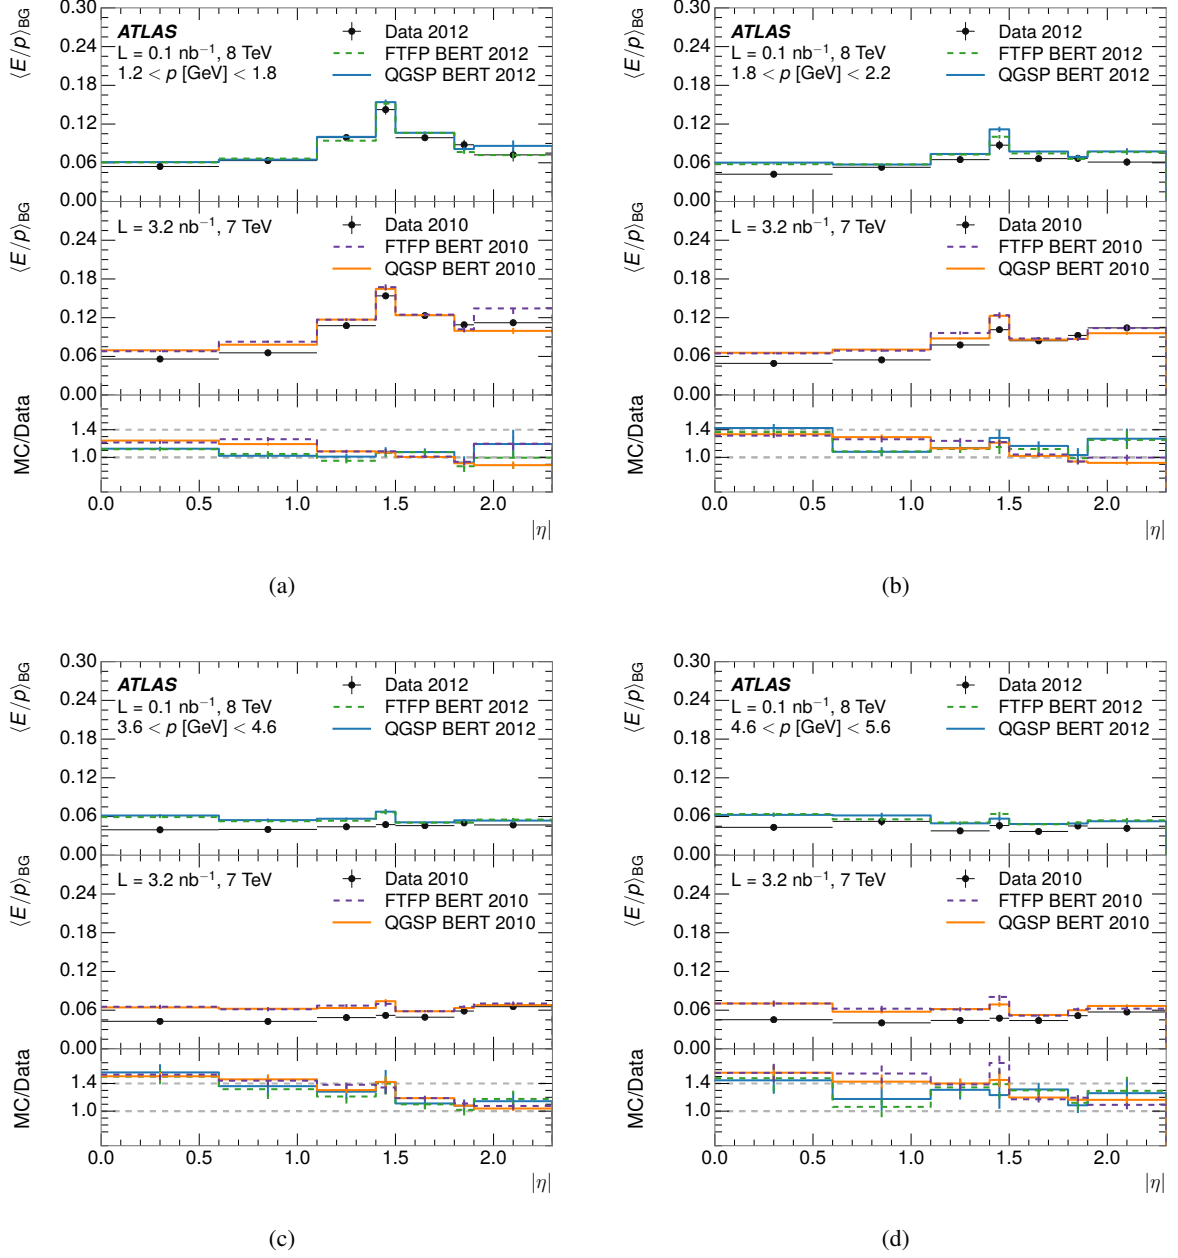 ⟨E/p⟩BG
0.30
0.24
0.18
0.12
0.06
0.00
ATLAS
L = 0.1 nb⁻¹, 8 TeV
1.2 < p [GeV] < 1.8
Data 2012
FTFP BERT 2012
QGSP BERT 2012
⟨E/p⟩BG
0.24
0.18
0.12
0.06
0.00
L = 3.2 nb⁻¹, 7 TeV
Data 2010
FTFP BERT 2010
QGSP BERT 2010
MC/Data
1.4
1.0
0.0 0.5 1.0 1.5 2.0
|η|
(a)
⟨E/p⟩BG
0.30
0.24
0.18
0.12
0.06
0.00
ATLAS
L = 0.1 nb⁻¹, 8 TeV
1.8 < p [GeV] < 2.2
Data 2012
FTFP BERT 2012
QGSP BERT 2012
⟨E/p⟩BG
0.24
0.18
0.12
0.06
0.00
L = 3.2 nb⁻¹, 7 TeV
Data 2010
FTFP BERT 2010
QGSP BERT 2010
MC/Data
1.4
1.0
0.0 0.5 1.0 1.5 2.0
|η|
(b)
⟨E/p⟩BG
0.30
0.24
0.18
0.12
0.06
0.00
ATLAS
L = 0.1 nb⁻¹, 8 TeV
3.6 < p [GeV] < 4.6
Data 2012
FTFP BERT 2012
QGSP BERT 2012
⟨E/p⟩BG
0.24
0.18
0.12
0.06
0.00
L = 3.2 nb⁻¹, 7 TeV
Data 2010
FTFP BERT 2010
QGSP BERT 2010
MC/Data
1.4
1.0
0.0 0.5 1.0 1.5 2.0
|η|
(c)
⟨E/p⟩BG
0.30
0.24
0.18
0.12
0.06
0.00
ATLAS
L = 0.1 nb⁻¹, 8 TeV
4.6 < p [GeV] < 5.6
Data 2012
FTFP BERT 2012
QGSP BERT 2012
⟨E/p⟩BG
0.24
0.18
0.12
0.06
0.00
L = 3.2 nb⁻¹, 7 TeV
Data 2010
FTFP BERT 2010
QGSP BERT 2010
MC/Data
1.4
1.0
0.0 0.5 1.0 1.5 2.0
|η|
(d)